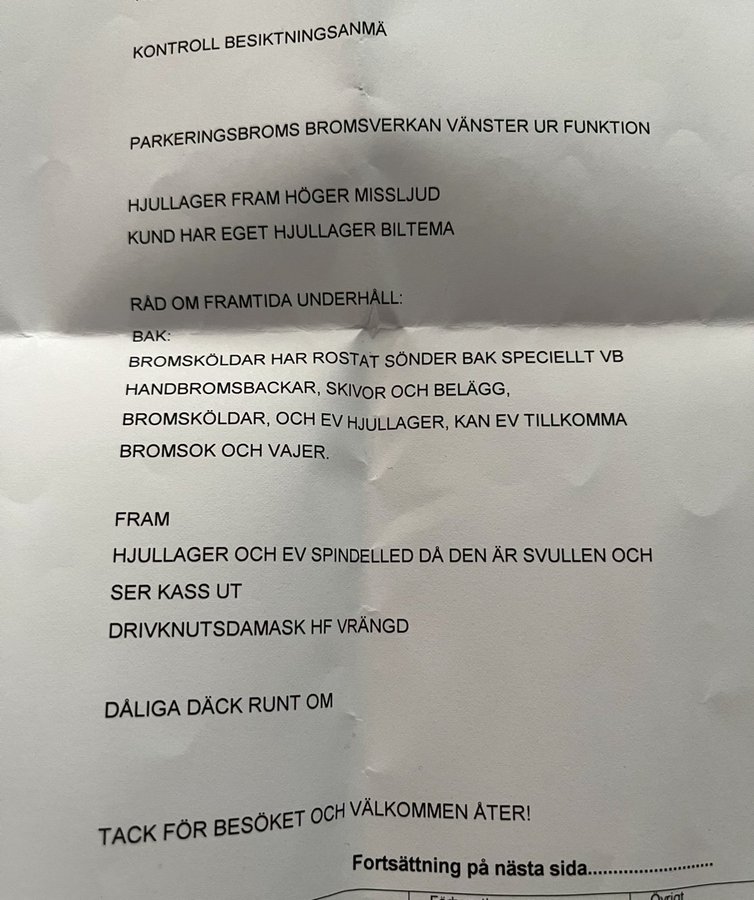 KONTROLL BESIKTNINGSANMÄ
PARKERINGSBROMS BROMSVERKAN VÄNSTER UR FUNKTION
HJULLAGER FRAM HÖGER MISSLJUD
KUND HAR EGET HJULLAGER BILTEMA
RÅD OM FRAMTIDA UNDERHÅLL:
BAK:
BROMSKÖLDAR HAR ROSTAT SÖNDER BAK SPECIELLT VB
HANDBROMSBACKAR, SKIVOR OCH BELÄGG,
BROMSKÖLDAR, OCH EV HJULLAGER, KAN EV TILLKOMMA
BROMSOK OCH VAJER.
FRAM
HJULLAGER OCH EV SPINDELLED DÅ DEN ÄR SVULLEN OCH
SER KASS UT
DRIVKNUTSDAMASK HF VRÄNGD
DÅLIGA DÄCK RUNT OM
TACK FÖR BESÖKET OCH VÄLKOMMEN ÅTER!
Fortsättning på nästa sida..........................
Övrigt